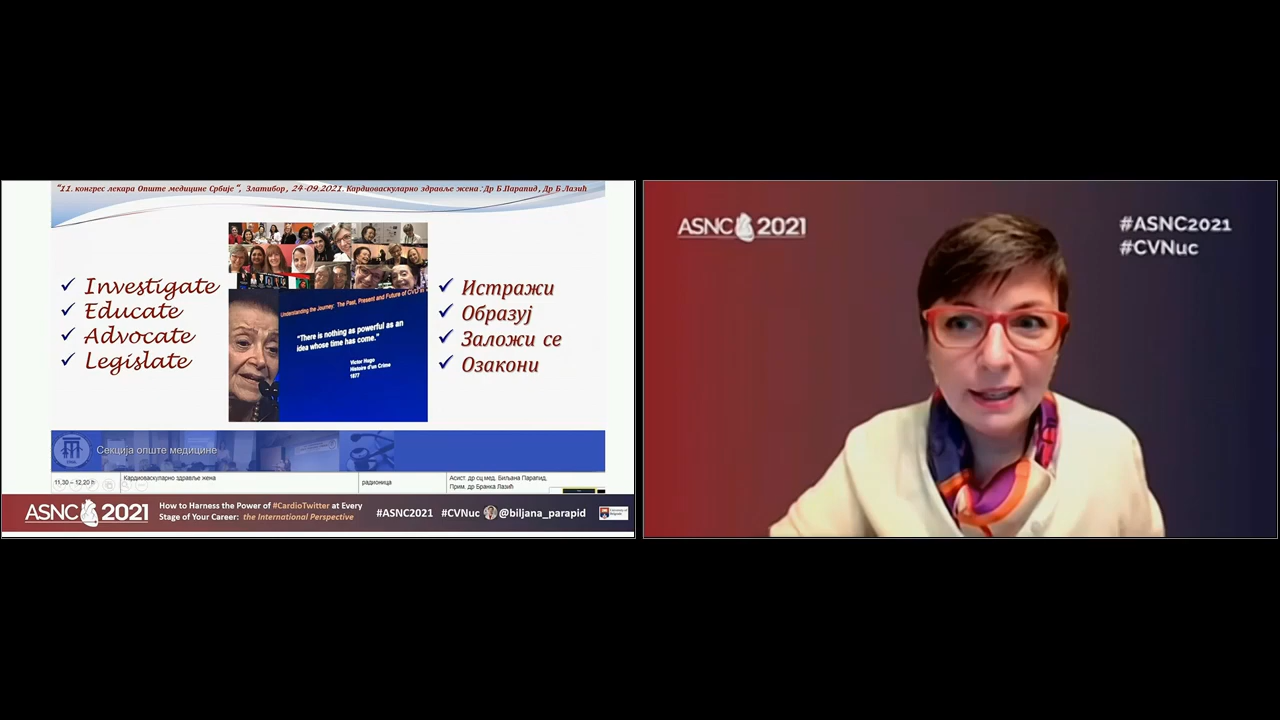 "11. конгрес лекара Опште медицине Србије", Златибор, 24-09.2021. Кардиоваскуларно здравље жена. Др Б.Парапид, Др Б.Лазић
Investigate
Educate
Advocate
Legislate
Understanding the Journey: The Past, Present and Future of CVD in
"There is nothing as powerful as an
idea whose time has come."
Victor Hugo
Histoire d'un Crime
1877
Истражи
Образуј
Заложи се
Озакони
Секција опште медицине
11.30 – 12.20 h
Кардиоваскуларно здравље жена
радионица
Асист. др сц мед. Биљана Парапид,
Прим. др Бранка Лазић
ASNC 2021
How to Harness the Power of #CardioTwitter at Every
Stage of Your Career: the International Perspective
#ASNC2021 #CVNuc @biljana_parapid
ASNC 2021
#ASNC2021
#CVNuc